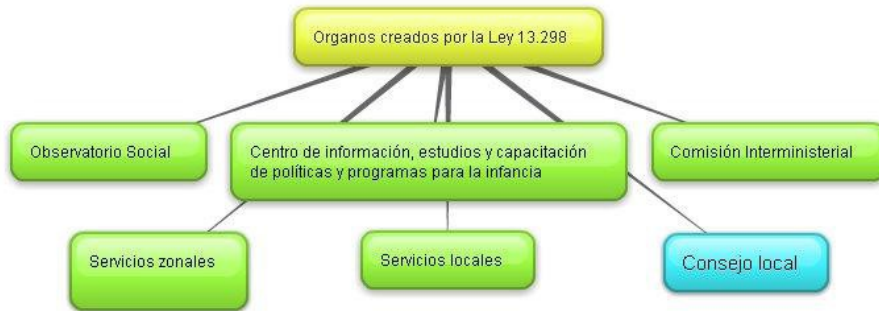 Organos creados por la Ley 13.298
Observatorio Social
Centro de información, estudios y capacitación
de políticas y programas para la infancia
Comisión Interministerial
Servicios zonales
Servicios locales
Consejo local